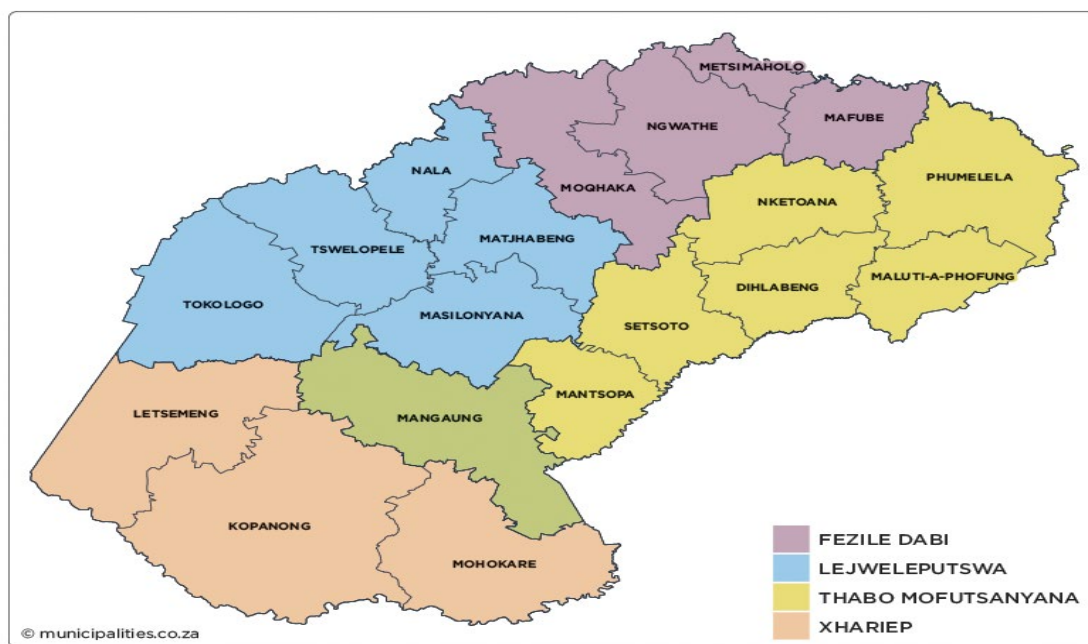 METSIMAHOLO
NGWATHE
MAFUBE
NALA
MOQHAKA
PHUMELELA
NKETOANA
MATJHABENG
TSWELOPELE
MALUTI-A-PHOFUNG
DIHLABENG
TOKOLOGO
MASILONYANA
SETSOTO
MANTSOPA
LETSEMENG
MANGAUNG
KOPANONG
MOHOKARE
FEZILE DABI
LEJWELEPUTSWA
THABO MOFUTSANYANA
XHARIEP
© municipalities.co.za